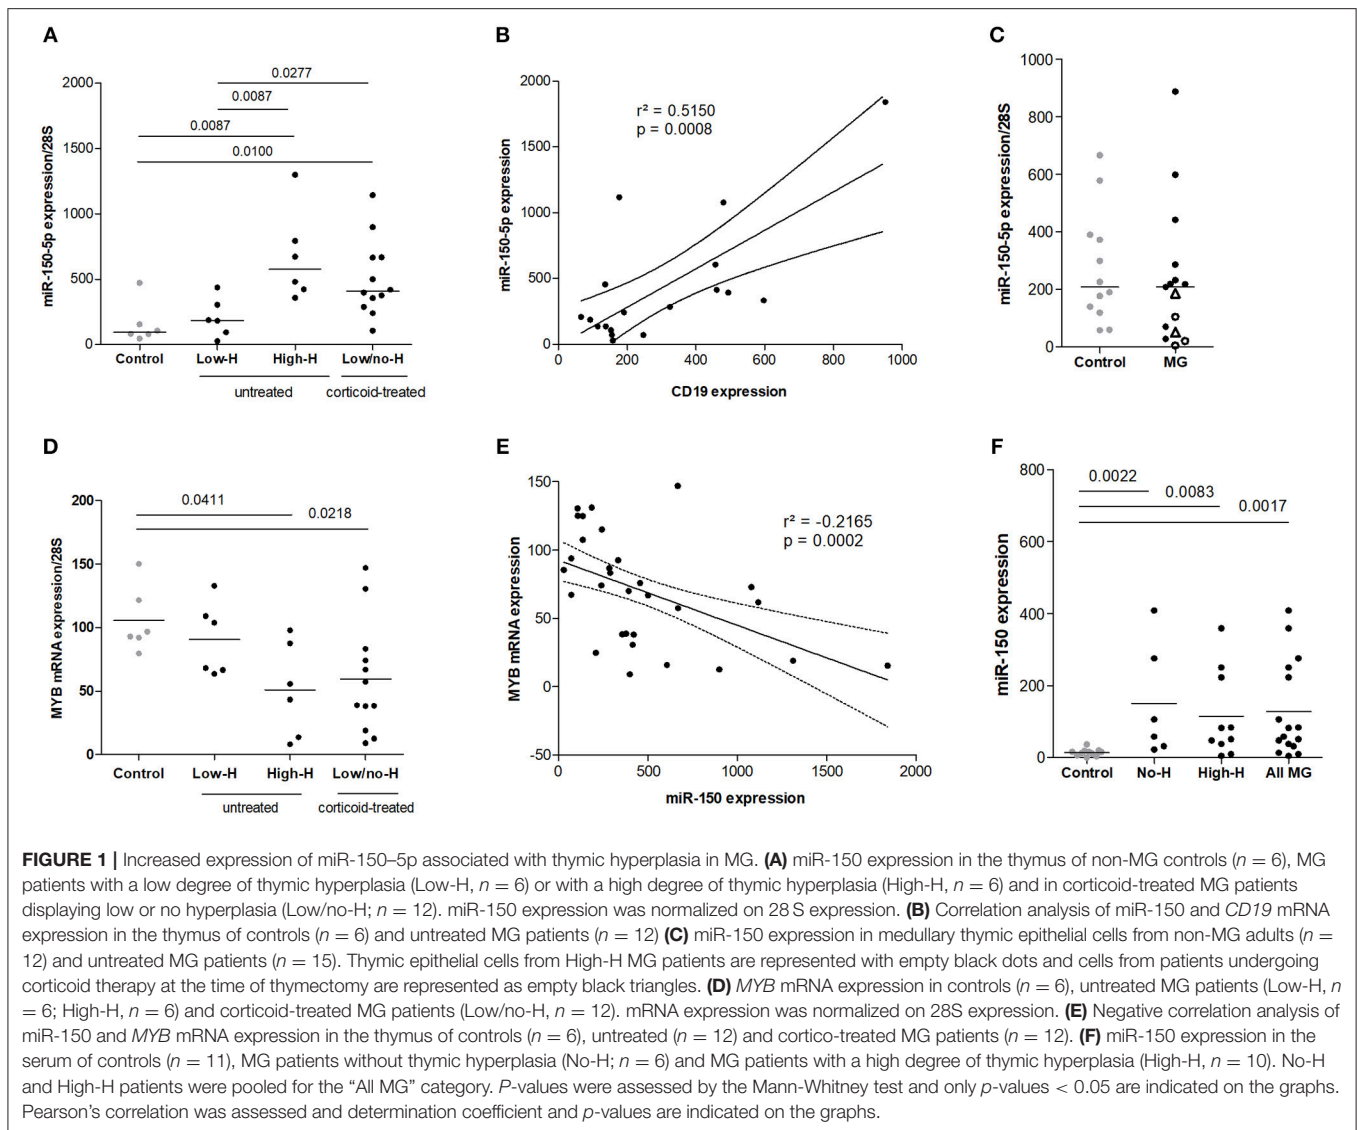 A
miR-150-5p expression/28S
2000
1500
1000
500
0
0.0277
0.0087
0.0087
0.0100
Control Low-H High-H Low/no-H
untreated corticoid-treated
B
miR-150-5p expression
2000
1500
1000
500
0
r² = 0.5150
p = 0.0008
0 200 400 600 800 1000
CD19 expression
C
miR-150-5p expression/28S
1000
800
600
400
200
0
Control MG
D
MYB mRNA expression/28S
200
150
100
50
0
0.0411
0.0218
Control Low-H High-H Low/no-H
untreated corticoid-treated
E
MYB mRNA expression
150
100
50
0
-50
r² = -0.2165
p = 0.0002
0 500 1000 1500 2000
miR-150 expression
F
miR-150 expression
800
600
400
200
0
0.0022
0.0083
0.0017
Control No-H High-H All MG
FIGURE 1 | Increased expression of miR-150–5p associated with thymic hyperplasia in MG. (A) miR-150 expression in the thymus of non-MG controls (n = 6), MG
patients with a low degree of thymic hyperplasia (Low-H, n = 6) or with a high degree of thymic hyperplasia (High-H, n = 6) and in corticoid-treated MG patients
displaying low or no hyperplasia (Low/no-H; n = 12). miR-150 expression was normalized on 28 S expression. (B) Correlation analysis of miR-150 and CD19 mRNA
expression in the thymus of controls (n = 6) and untreated MG patients (n = 12) (C) miR-150 expression in medullary thymic epithelial cells from non-MG adults (n =
12) and untreated MG patients (n = 15). Thymic epithelial cells from High-H MG patients are represented with empty black dots and cells from patients undergoing
corticoid therapy at the time of thymectomy are represented as empty black triangles. (D) MYB mRNA expression in controls (n = 6), untreated MG patients (Low-H, n
= 6; High-H, n = 6) and corticoid-treated MG patients (Low/no-H, n = 12). mRNA expression was normalized on 28S expression. (E) Negative correlation analysis of
miR-150 and MYB mRNA expression in the thymus of controls (n = 6), untreated (n = 12) and cortico-treated MG patients (n = 12). (F) miR-150 expression in the
serum of controls (n = 11), MG patients without thymic hyperplasia (No-H; n = 6) and MG patients with a high degree of thymic hyperplasia (High-H, n = 10). No-H
and High-H patients were pooled for the “All MG” category. P-values were assessed by the Mann-Whitney test and only p-values < 0.05 are indicated on the graphs.
Pearson’s correlation was assessed and determination coefficient and p-values are indicated on the graphs.